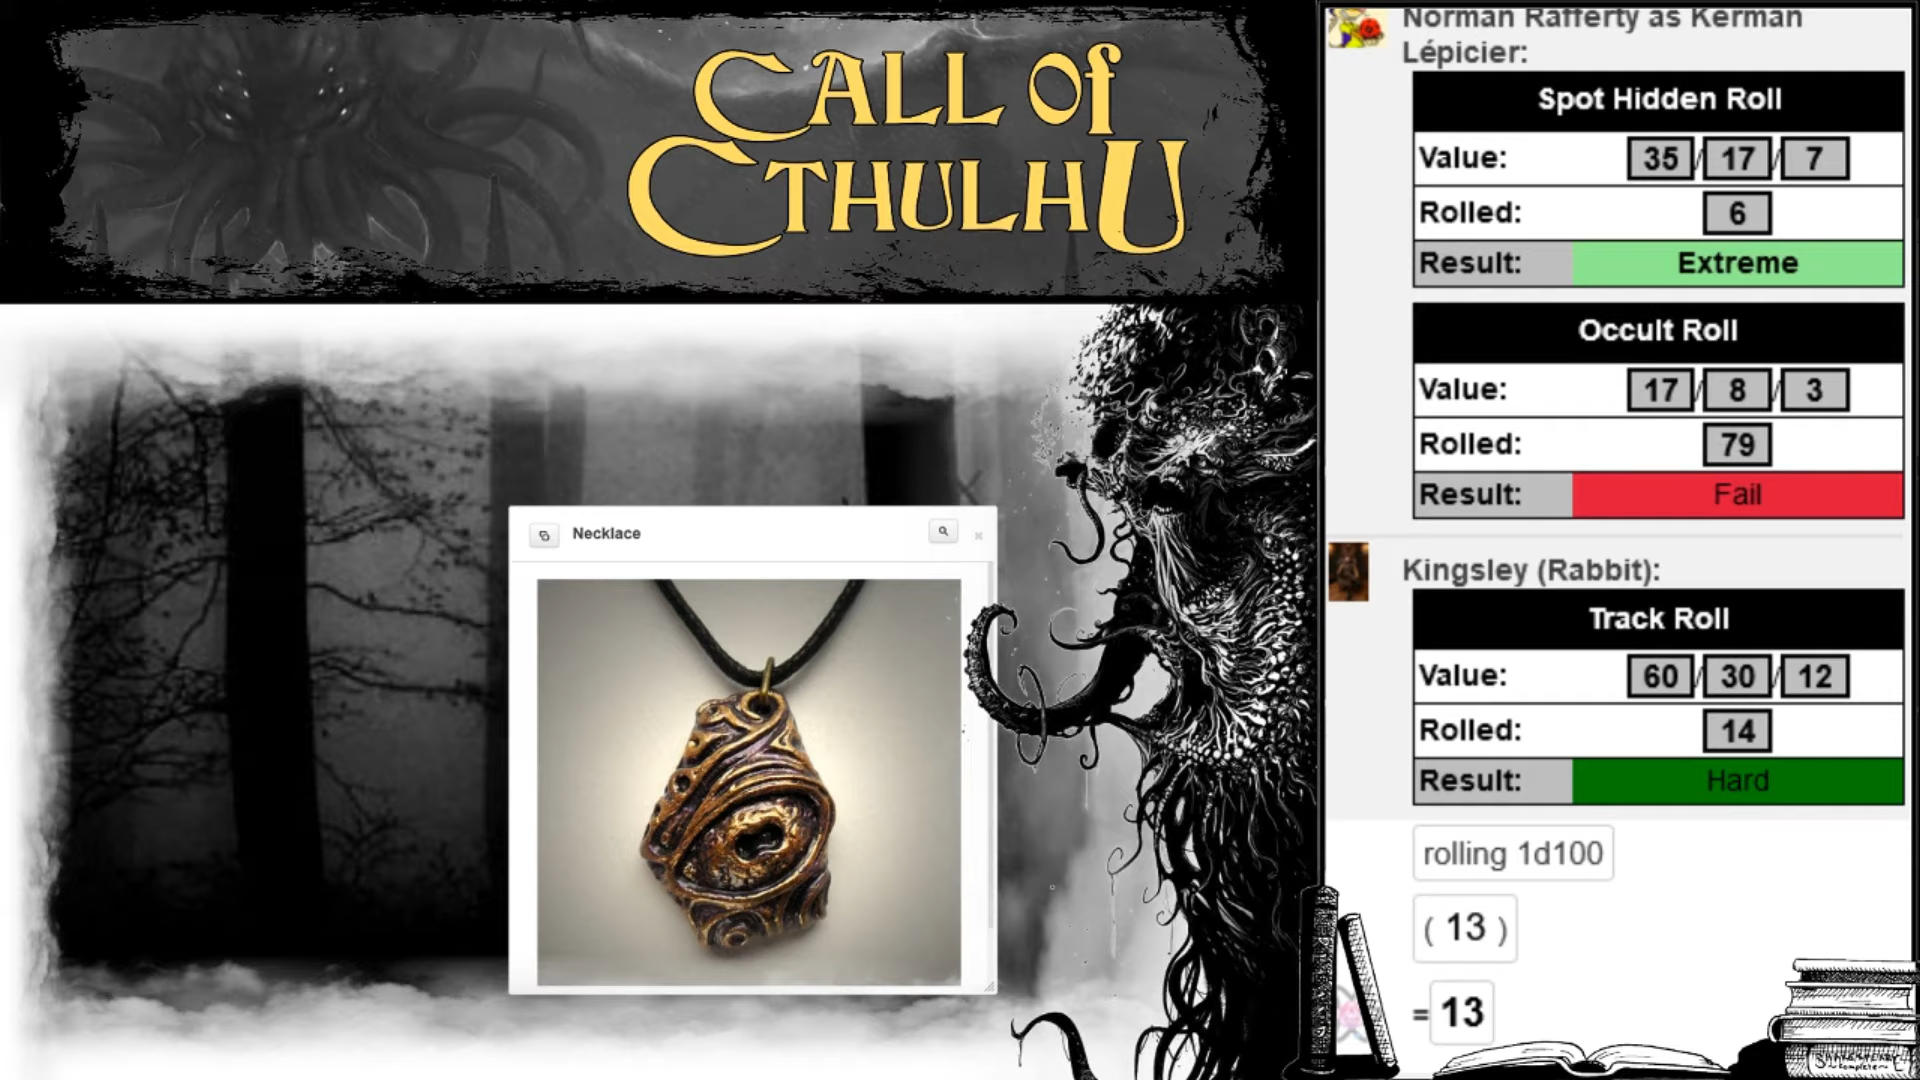 CALL Of
CTHULHU
Necklace
Norman Rafferty as Kerman
Lépicier:
Spot Hidden Roll
Value: 35 / 17 / 7
Rolled: 6
Result: Extreme
Occult Roll
Value: 17 / 8 / 3
Rolled: 79
Result: Fail
Kingsley (Rabbit):
Track Roll
Value: 60 / 30 / 12
Rolled: 14
Result: Hard
rolling 1d100
( 13 )
= 13